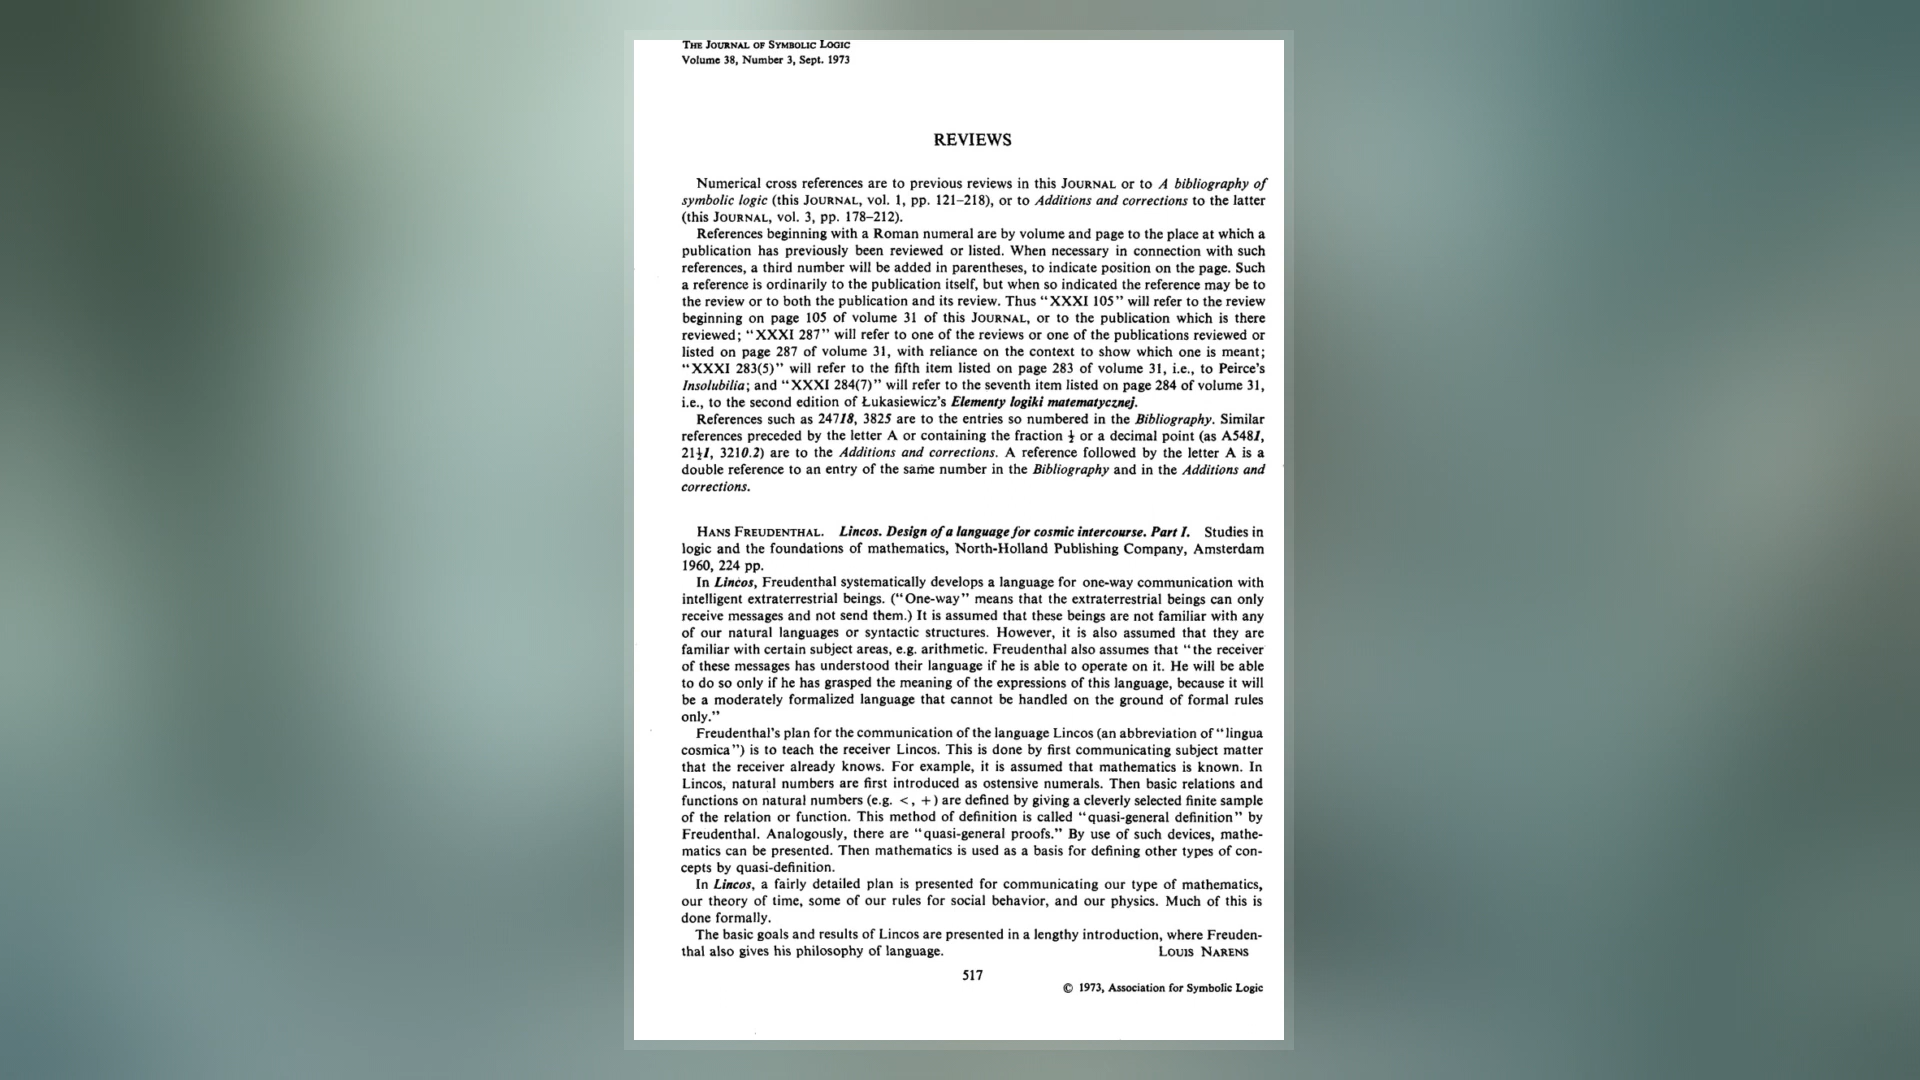 THE JOURNAL OF SYMBOLIC LOGIC
Volume 38, Number 3, Sept. 1973
REVIEWS
Numerical cross references are to previous reviews in this JOURNAL or to A bibliography of
symbolic logic (this JOURNAL, vol. 1, pp. 121–218), or to Additions and corrections to the latter
(this JOURNAL, vol. 3, pp. 178–212).
References beginning with a Roman numeral are by volume and page to the place at which a
publication has previously been reviewed or listed. When necessary in connection with such
references, a third number will be added in parentheses, to indicate position on the page. Such
a reference is ordinarily to the publication itself, but when so indicated the reference may be to
the review or to both the publication and its review. Thus “XXXI 105” will refer to the review
beginning on page 105 of volume 31 of this JOURNAL, or to the publication which is there
reviewed; “XXXI 287” will refer to one of the reviews or one of the publications reviewed or
listed on page 287 of volume 31, with reliance on the context to show which one is meant;
“XXXI 283(5)” will refer to the fifth item listed on page 283 of volume 31, i.e., to Peirce's
Insolubilia; and “XXXI 284(7)” will refer to the seventh item listed on page 284 of volume 31,
i.e., to the second edition of Łukasiewicz's Elementy logiki matematycznej.
References such as 24718, 3825 are to the entries so numbered in the Bibliography. Similar
references preceded by the letter A or containing the fraction ½ or a decimal point (as A5481,
21½1, 3210.2) are to the Additions and corrections. A reference followed by the letter A is a
double reference to an entry of the same number in the Bibliography and in the Additions and
corrections.
HANS FREUDENTHAL. Lincos. Design of a language for cosmic intercourse. Part I. Studies in
logic and the foundations of mathematics, North-Holland Publishing Company, Amsterdam
1960, 224 pp.
In Lincos, Freudenthal systematically develops a language for one-way communication with
intelligent extraterrestrial beings. (“One-way” means that the extraterrestrial beings can only
receive messages and not send them.) It is assumed that these beings are not familiar with any
of our natural languages or syntactic structures. However, it is also assumed that they are
familiar with certain subject areas, e.g. arithmetic. Freudenthal also assumes that “the receiver
of these messages has understood their language if he is able to operate on it. He will be able
to do so only if he has grasped the meaning of the expressions of this language, because it will
be a moderately formalized language that cannot be handled on the ground of formal rules
only.”
Freudenthal's plan for the communication of the language Lincos (an abbreviation of “lingua
cosmica”) is to teach the receiver Lincos. This is done by first communicating subject matter
that the receiver already knows. For example, it is assumed that mathematics is known. In
Lincos, natural numbers are first introduced as ostensive numerals. Then basic relations and
functions on natural numbers (e.g. <, +) are defined by giving a cleverly selected finite sample
of the relation or function. This method of definition is called “quasi-general definition” by
Freudenthal. Analogously, there are “quasi-general proofs.” By use of such devices, mathe-
matics can be presented. Then mathematics is used as a basis for defining other types of con-
cepts by quasi-definition.
In Lincos, a fairly detailed plan is presented for communicating our type of mathematics,
our theory of time, some of our rules for social behavior, and our physics. Much of this is
done formally.
The basic goals and results of Lincos are presented in a lengthy introduction, where Freuden-
thal also gives his philosophy of language. LOUIS NARENS
517
© 1973, Association for Symbolic Logic